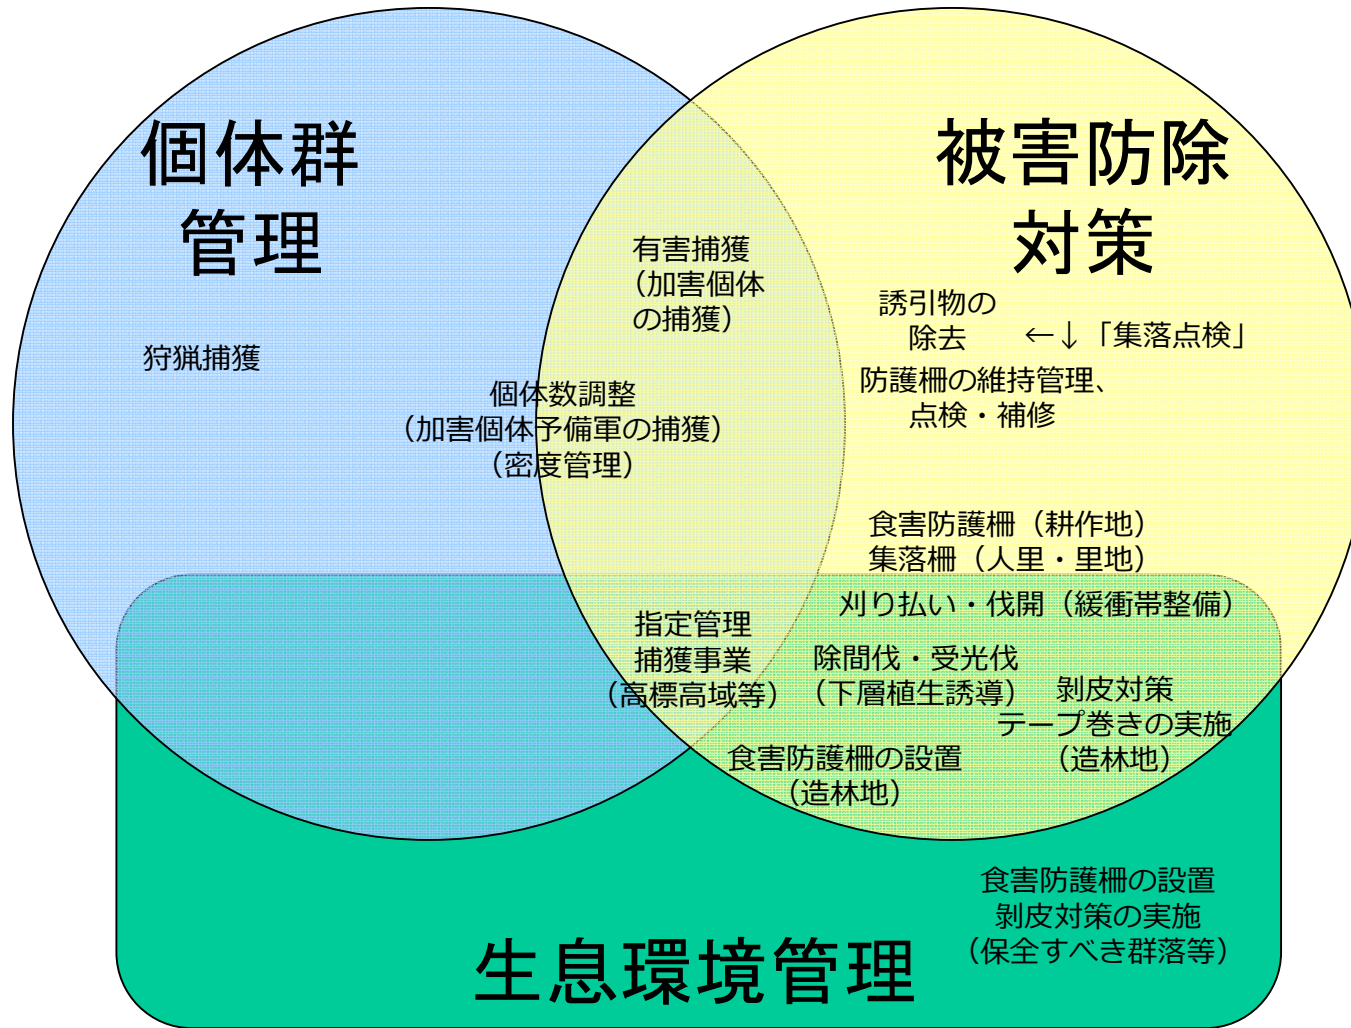 個体群
管理
被害防除
対策
有害捕獲
（加害個体
の捕獲）
狩猟捕獲
個体数調整
（加害個体予備軍の捕獲）
（密度管理）
誘引物の
除去 ←↓「集落点検」
防護柵の維持管理、
点検・補修
食害防護柵（耕作地）
集落柵（人里・里地）
刈り払い・伐開（緩衝帯整備）
指定管理
捕獲事業
（高標高域等）
除間伐・受光伐
（下層植生誘導）
剝皮対策
テープ巻きの実施
（造林地）
食害防護柵の設置
（造林地）
食害防護柵の設置
剝皮対策の実施
（保全すべき群落等）
生息環境管理